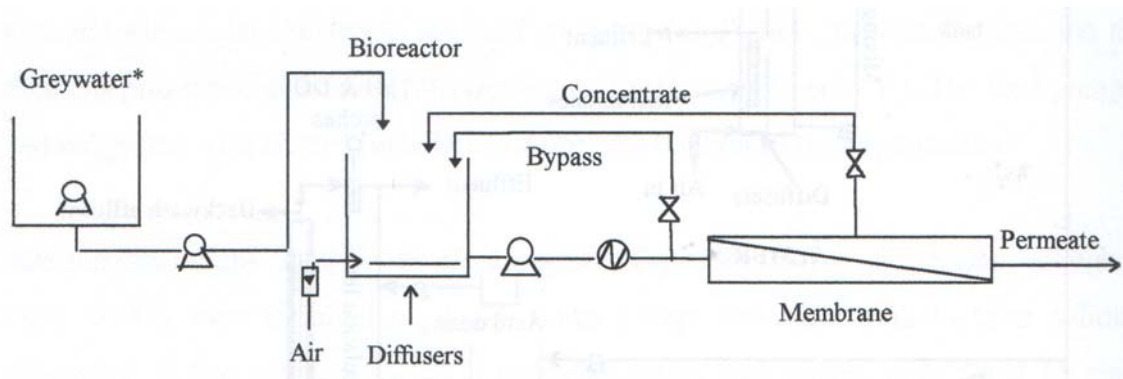 Bioreactor
Greywater*
Concentrate
Bypass
Permeate
Membrane
Air
Diffusers